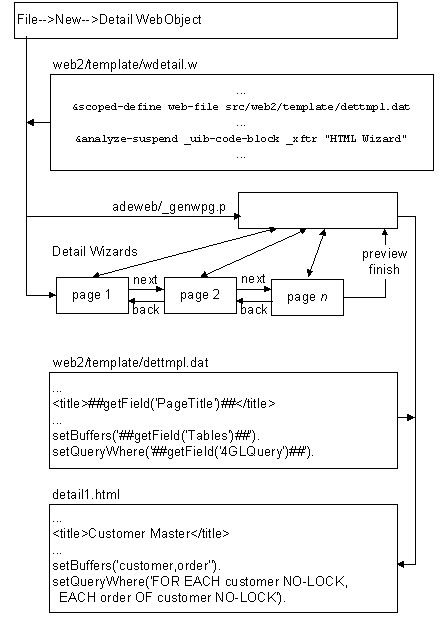 File-->New-->Detail WebObject
web2/template/wdetail.w
...
&scoped-define web-file src/web2/template/dettmpl.dat
...
&analyze-suspend _uib-code-block _xftr "HTML Wizard"
...
adeweb/_genwpg.p
Detail Wizards
preview
finish
next
next
page 1
page 2
page n
back
back
web2/template/dettmpl.dat
...
<title>##getField('PageTitle')##</title>
...
setBuffers('##getField('Tables')##').
setQueryWhere('##getField('4GLQuery')##').
detail1.html
...
<title>Customer Master</title>
...
setBuffers("customer,order").
setQueryWhere('FOR EACH customer NO-LOCK,
EACH order OF customer NO-LOCK').